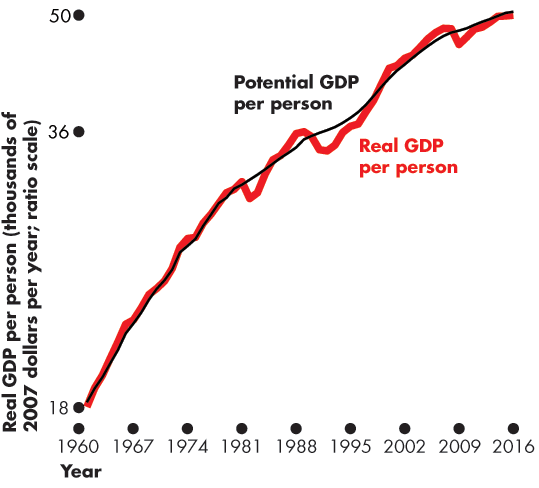 Real GDP per person (thousands of
2007 dollars per year; ratio scale)
50
36
18
Potential GDP
per person
Real GDP
per person
1960 1967 1974 1981 1988 1995 2002 2009 2016
Year